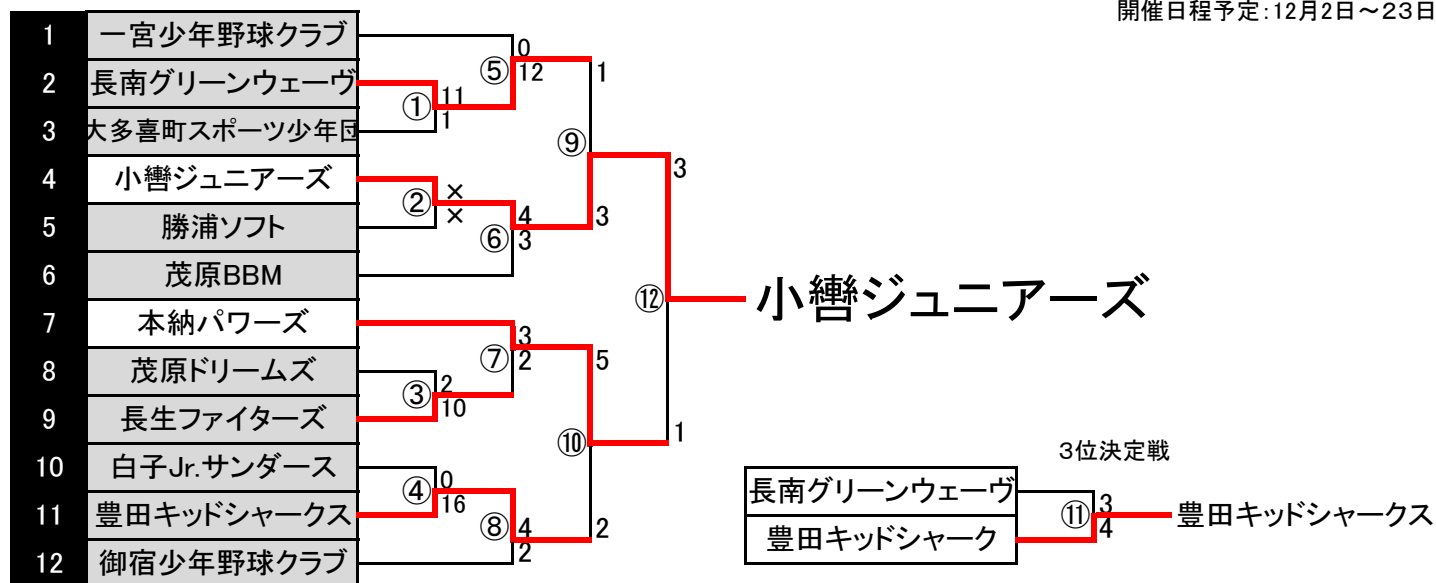 開催日程予定:12月2日～23日
1 一宮少年野球クラブ
0
⑤ 12 1
2 長南グリーンウェーヴ
① 11
1
3 大多喜町スポーツ少年団
⑨
3
4 小轡ジュニアーズ
② ×
×
4 3
5 勝浦ソフト
⑥ 3
6 茂原BBM
⑫ 小轡ジュニアーズ
7 本納パワーズ
3
⑦ 2 5
8 茂原ドリームズ
③ 2
10
9 長生ファイターズ
⑩ 1
3位決定戦
10 白子Jr.サンダース
④ 0
16
長南グリーンウェーヴ
11 豊田キッドシャークス
⑪ 3
4
豊田キッドシャークス
⑧ 4 2
2
豊田キッドシャーク
12 御宿少年野球クラブ